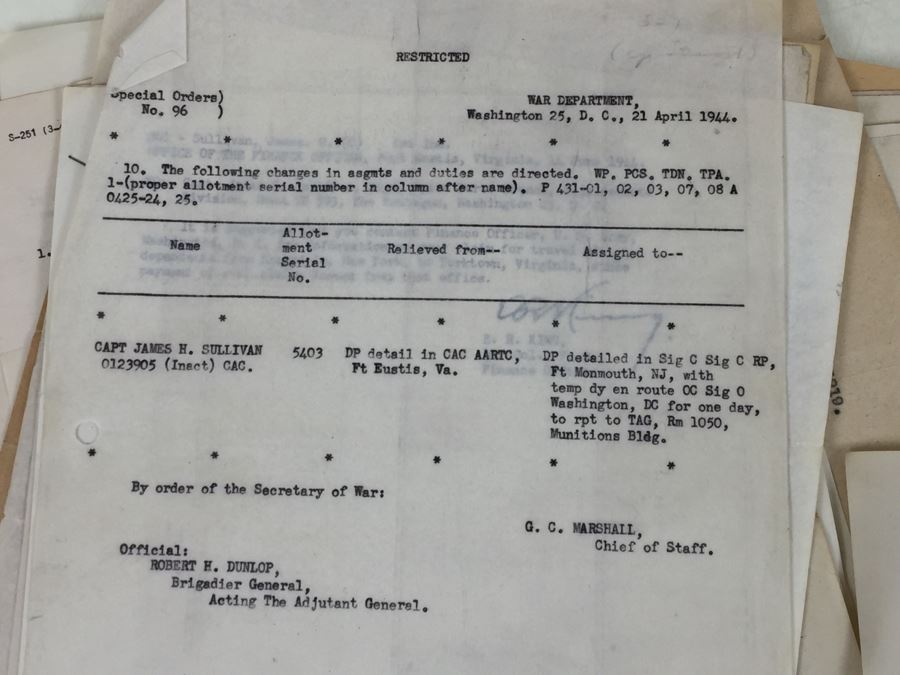 RESTRICTED
Special Orders)
No. 96 )
WAR DEPARTMENT,
Washington 25, D. C., 21 April 1944.
S-251 (3-
* * * * * *
10. The following changes in asgmts and duties are directed. WP. PCS. TDN. TPA.
1-(proper allotment serial number in column after name). P 431-01, 02, 03, 07, 08 A
0425-24, 25.
1.
Name Allot- ment Serial No. Relieved from-- Assigned to--
* * * * * *
CAPT JAMES H. SULLIVAN 5403 DP detail in CAC AARTC, DP detailed in Sig C Sig C RP,
0123905 (Inact) CAC. Ft Eustis, Va. Ft Monmouth, NJ, with
temp dy en route OC Sig O
Washington, DC for one day,
to rpt to TAG, Rm 1050,
Munitions Bldg.
* * * * * *
By order of the Secretary of War:
G. C. MARSHALL,
Chief of Staff.
Official:
ROBERT H. DUNLOP,
Brigadier General,
Acting The Adjutant General.